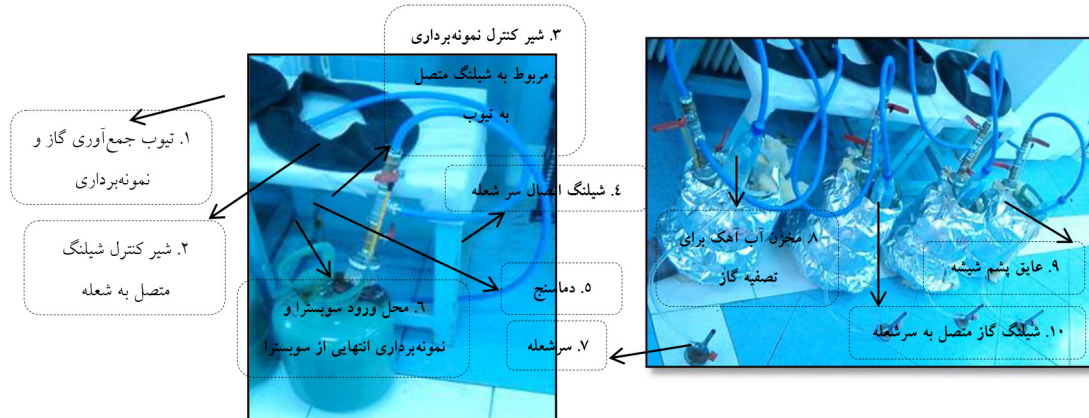 ۱. تیوب جمع‌آوری گاز و
نمونه‌برداری
۲. شیر کنترل شیلنگ
متصل به شعله
۳. شیر کنترل نمونه‌برداری
مربوط به شیلنگ متصل
به تیوب
٤. شیلنگ اتصال سر شعله
۵. دماسنج
۶. محل ورود سوبسترا و
نمونه‌برداری انتهایی از سوبسترا
۷. سرشعله
۸. مخزن آب آهک برای
تصفیه گاز
۹. عایق پشم شیشه
۱۰. شیلنگ گاز متصل به سرشعله